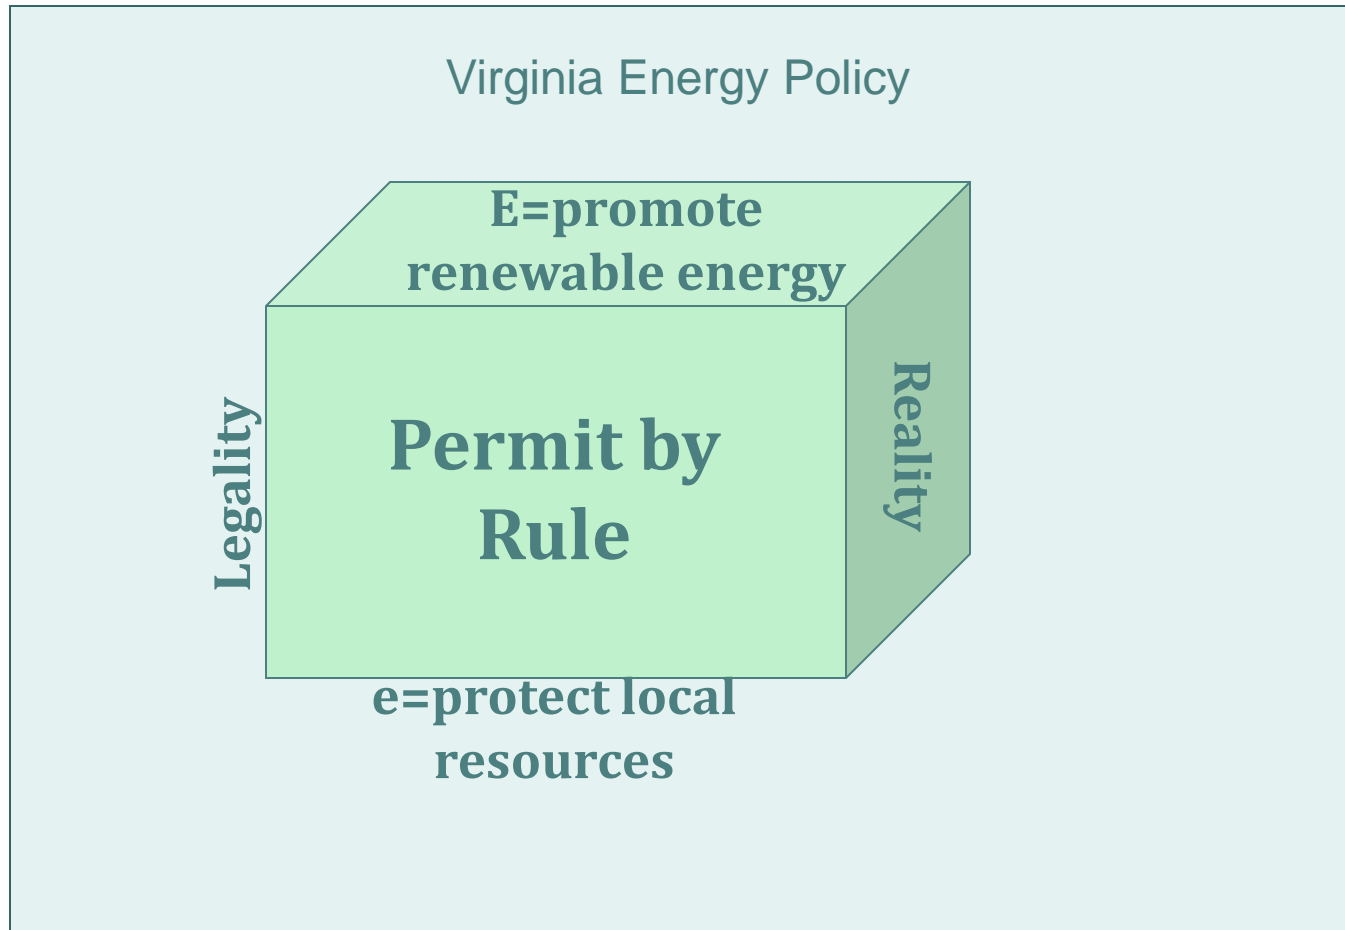 Virginia Energy Policy
E=promote
renewable energy
Legality
Permit by
Rule
Reality
e=protect local
resources